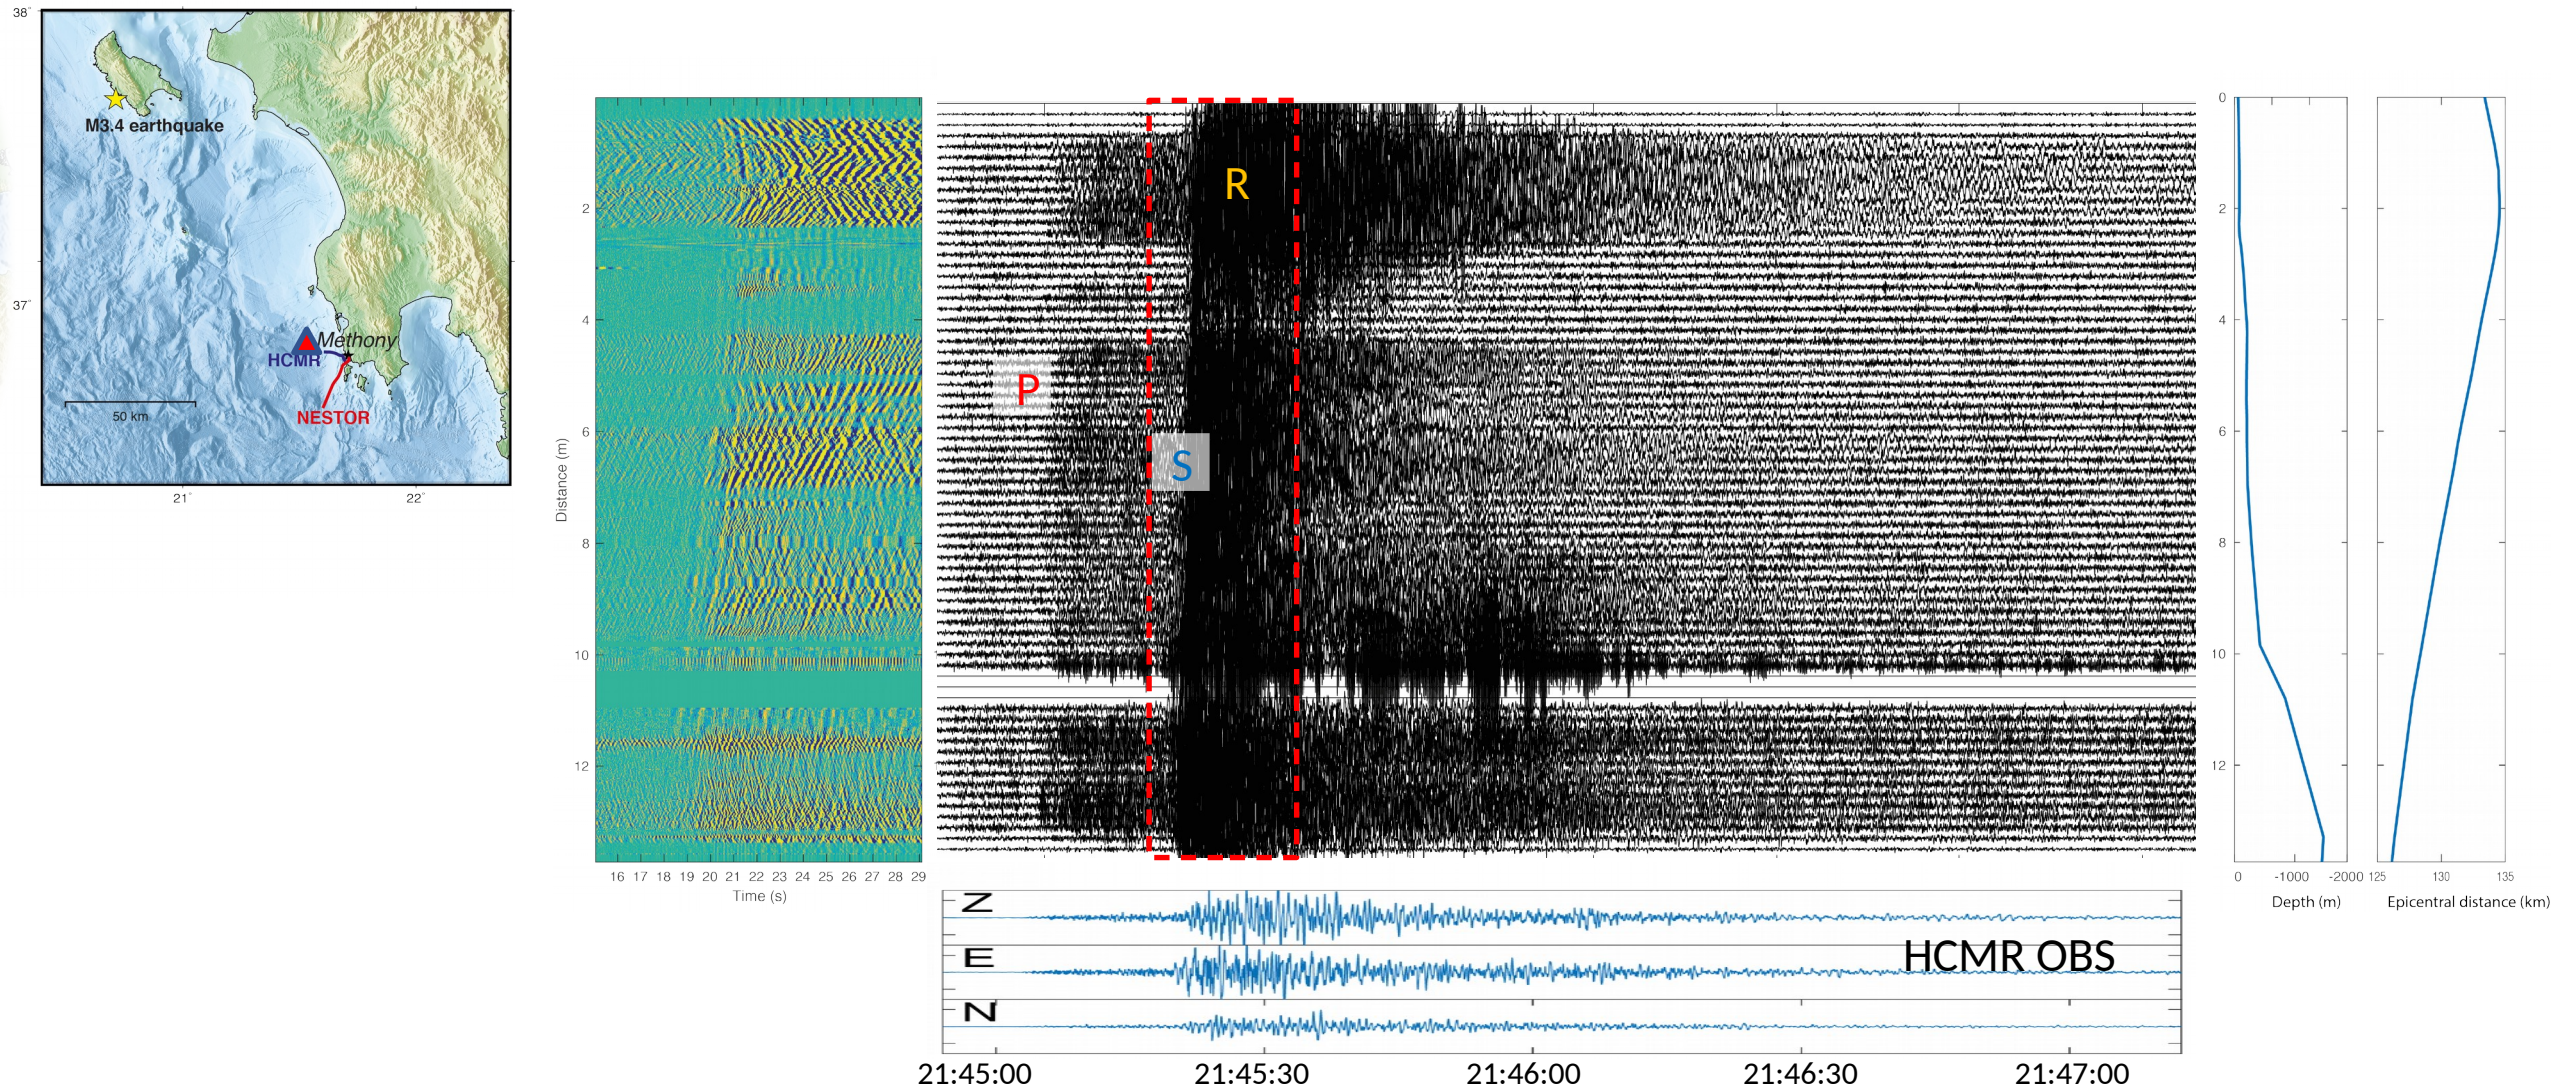 38°
37°
21°
22°
M3.4 earthquake
Methony
HCMR
NESTOR
50 km
Distance (m)
2
4
6
8
10
12
16 17 18 19 20 21 22 23 24 25 26 27 28 29
Time (s)
R
P
S
0
2
4
6
8
10
12
0 -1000 -2000
Depth (m)
125 130 135
Epicentral distance (km)
Z
E
N
HCMR OBS
21:45:00 21:45:30 21:46:00 21:46:30 21:47:00